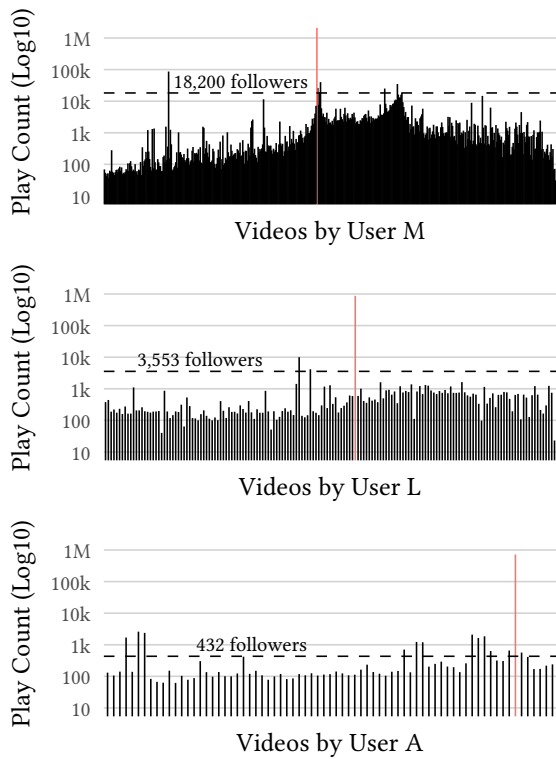 Play Count (Log10)
1M
100k
10k
1k
100
10
18,200 followers
Videos by User M
Play Count (Log10)
1M
100k
10k
1k
100
10
3,553 followers
Videos by User L
Play Count (Log10)
1M
100k
10k
1k
100
10
432 followers
Videos by User A